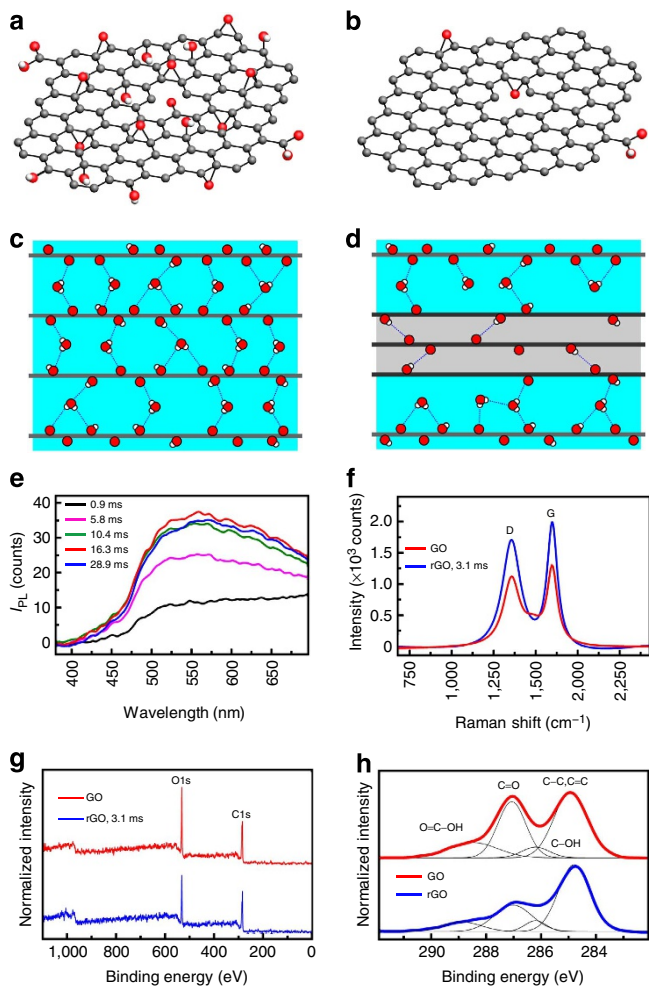 a
b
c
d
e
40
30
20
10
0
I_PL (counts)
0.9 ms
5.8 ms
10.4 ms
16.3 ms
28.9 ms
400
450
500
550
600
650
Wavelength (nm)
f
2.0
1.5
1.0
0.5
0
Intensity (×10³ counts)
D
G
GO
rGO, 3.1 ms
750
1,000
1,250
1,500
1,750
2,000
2,250
Raman shift (cm⁻¹)
g
Normalized intensity
GO
rGO, 3.1 ms
O1s
C1s
1,000
800
600
400
200
0
Binding energy (eV)
h
Normalized intensity
C=O
C–C,C=C
O=C–OH
C–OH
GO
rGO
290
288
286
284
Binding energy (eV)